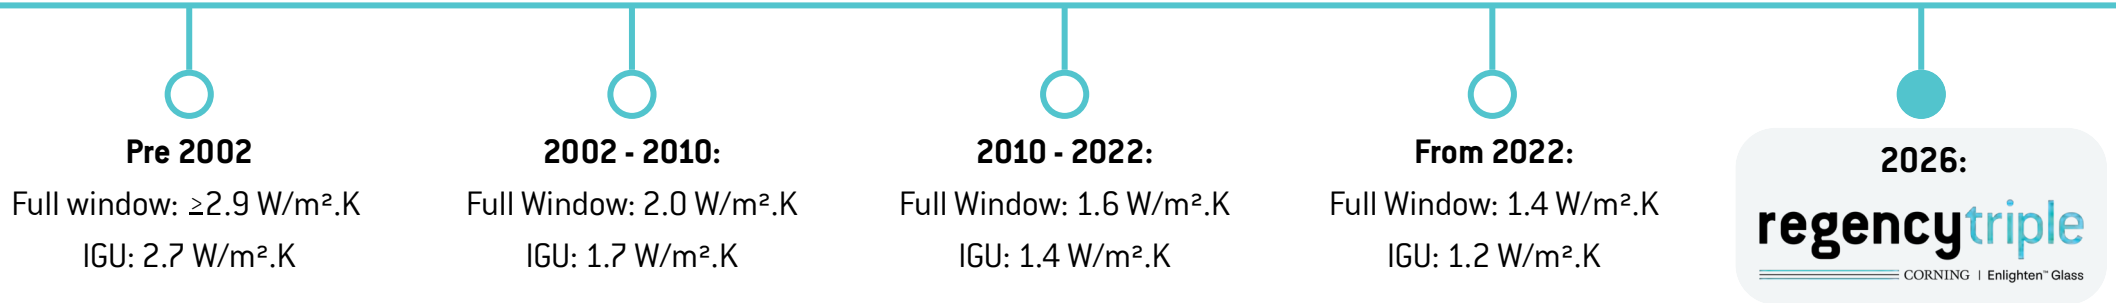 Pre 2002
Full window: ≥2.9 W/m².K
IGU: 2.7 W/m².K
2002 - 2010:
Full Window: 2.0 W/m².K
IGU: 1.7 W/m².K
2010 - 2022:
Full Window: 1.6 W/m².K
IGU: 1.4 W/m².K
From 2022:
Full Window: 1.4 W/m².K
IGU: 1.2 W/m².K
2026:
regencytriple
CORNING | Enlighten™ Glass